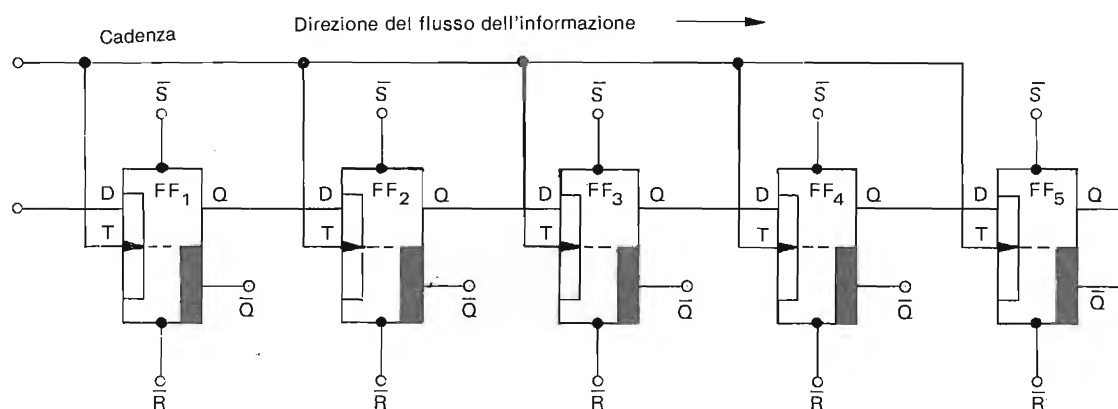 Cadenza Direzione del flusso dell'informazione
S̅ S̅ S̅ S̅ S̅
D FF₁ Q D FF₂ Q D FF₃ Q D FF₄ Q D FF₅ Q
T T T T T
Q̅ Q̅ Q̅ Q̅ Q̅
R̅ R̅ R̅ R̅ R̅